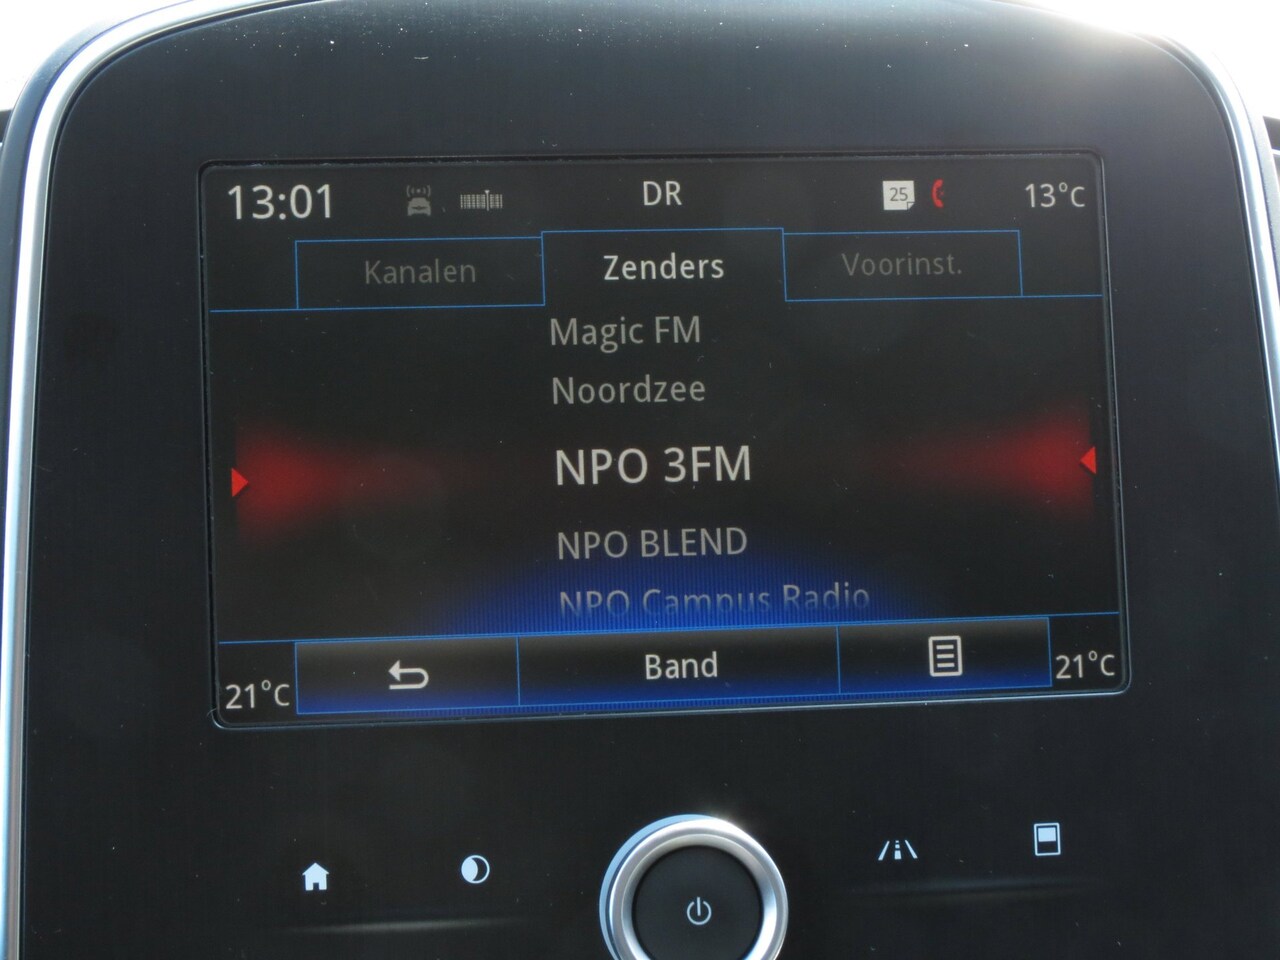 13:01 DR 25 13°C
Kanalen Zenders Voorinst.
Magic FM
Noordzee
NPO 3FM
NPO BLEND
NPO Campus Radio
21°C Band 21°C